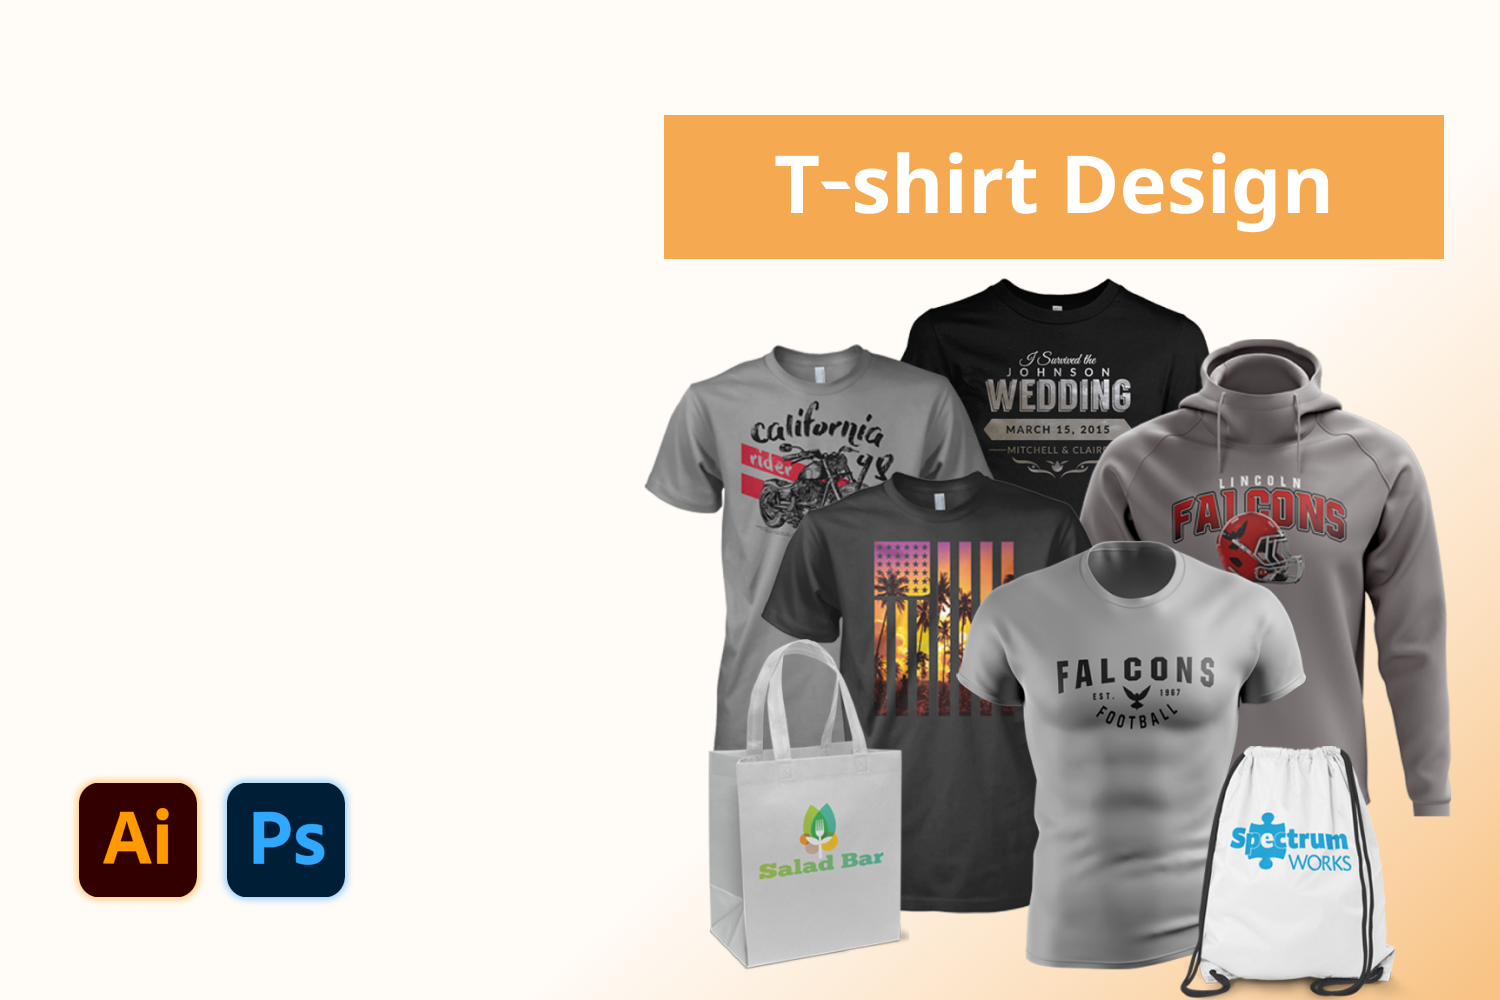 T-shirt Design
I Survived the
JOHNSON
WEDDING
MARCH 15, 2015
MITCHELL & CLAIRE
california
rider
LINCOLN
FALCONS
FALCONS
EST. 1967
FOOTBALL
Salad Bar
Spectrum
WORKS
Ai Ps